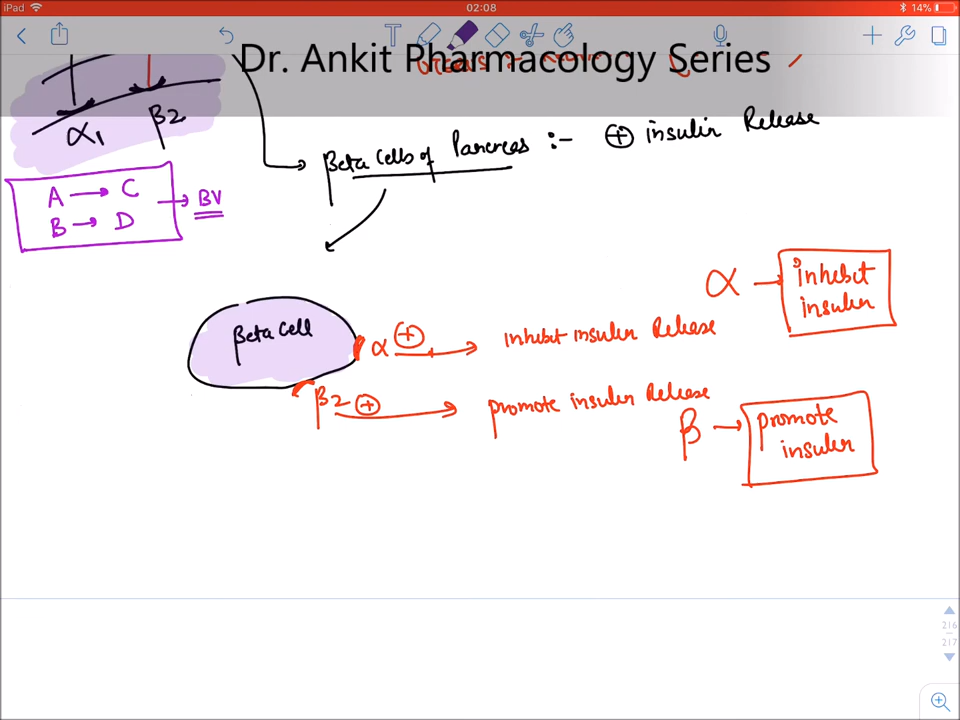 iPad
02:08
14%
T
Dr. Ankit Pharmacology Series
α1
β2
Beta Cells of Pancreas :- ⊕ insulin Release
A → C → BV
B → D
Beta Cell
α ⊕ → inhibit insulin Release
β2 ⊕ → promote insulin Release
α → inhibit
insulin
β → promote
insulin
216
217